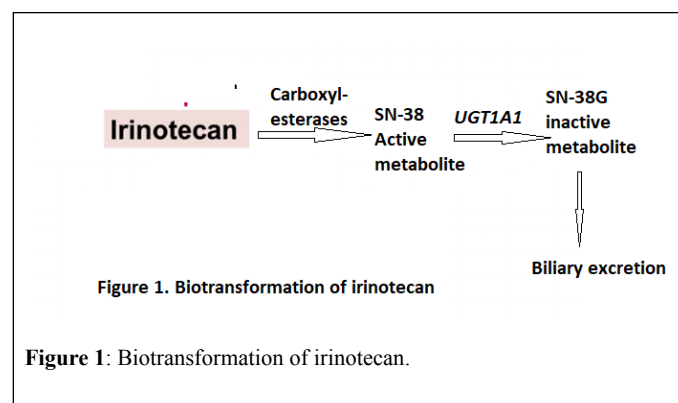 Irinotecan
Carboxyl-
esterases
SN-38
Active
metabolite
UGT1A1
SN-38G
inactive
metabolite
Biliary excretion
Figure 1. Biotransformation of irinotecan
Figure 1: Biotransformation of irinotecan.